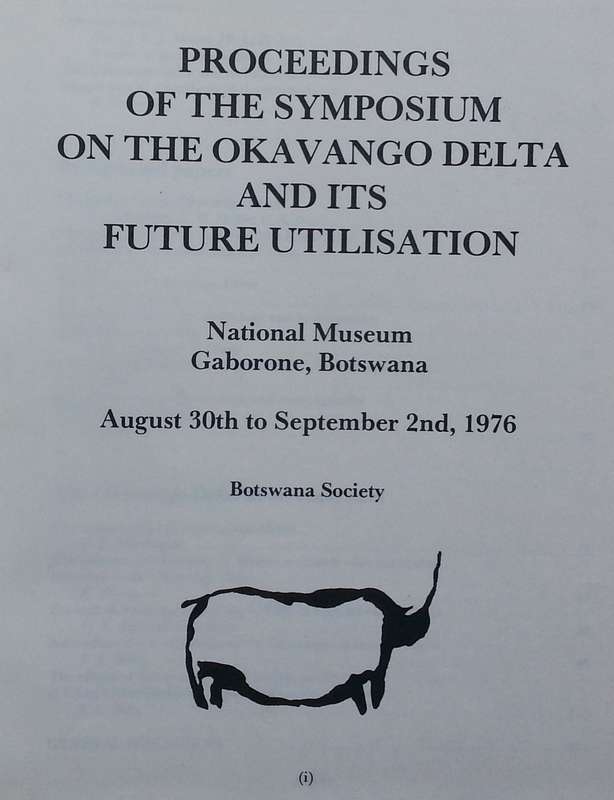 PROCEEDINGS
OF THE SYMPOSIUM
ON THE OKAVANGO DELTA
AND ITS
FUTURE UTILISATION
National Museum
Gaborone, Botswana
August 30th to September 2nd, 1976
Botswana Society
(i)